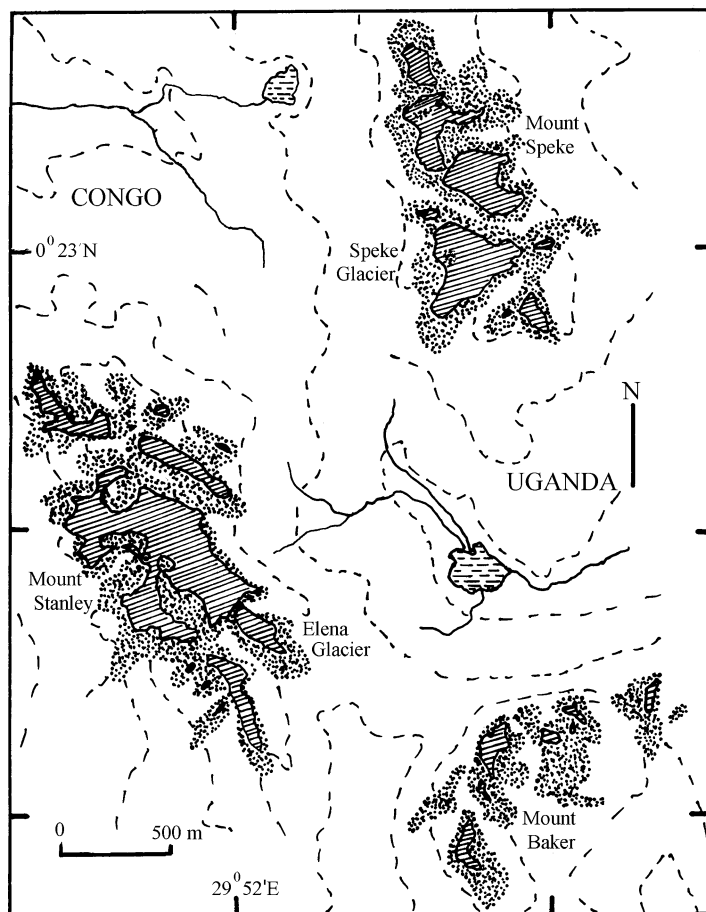 Mount
Speke
CONGO
0⁰ 23' N
Speke
Glacier
N
UGANDA
Mount
Stanley
Elena
Glacier
0 500 m
Mount
Baker
29⁰ 52'E